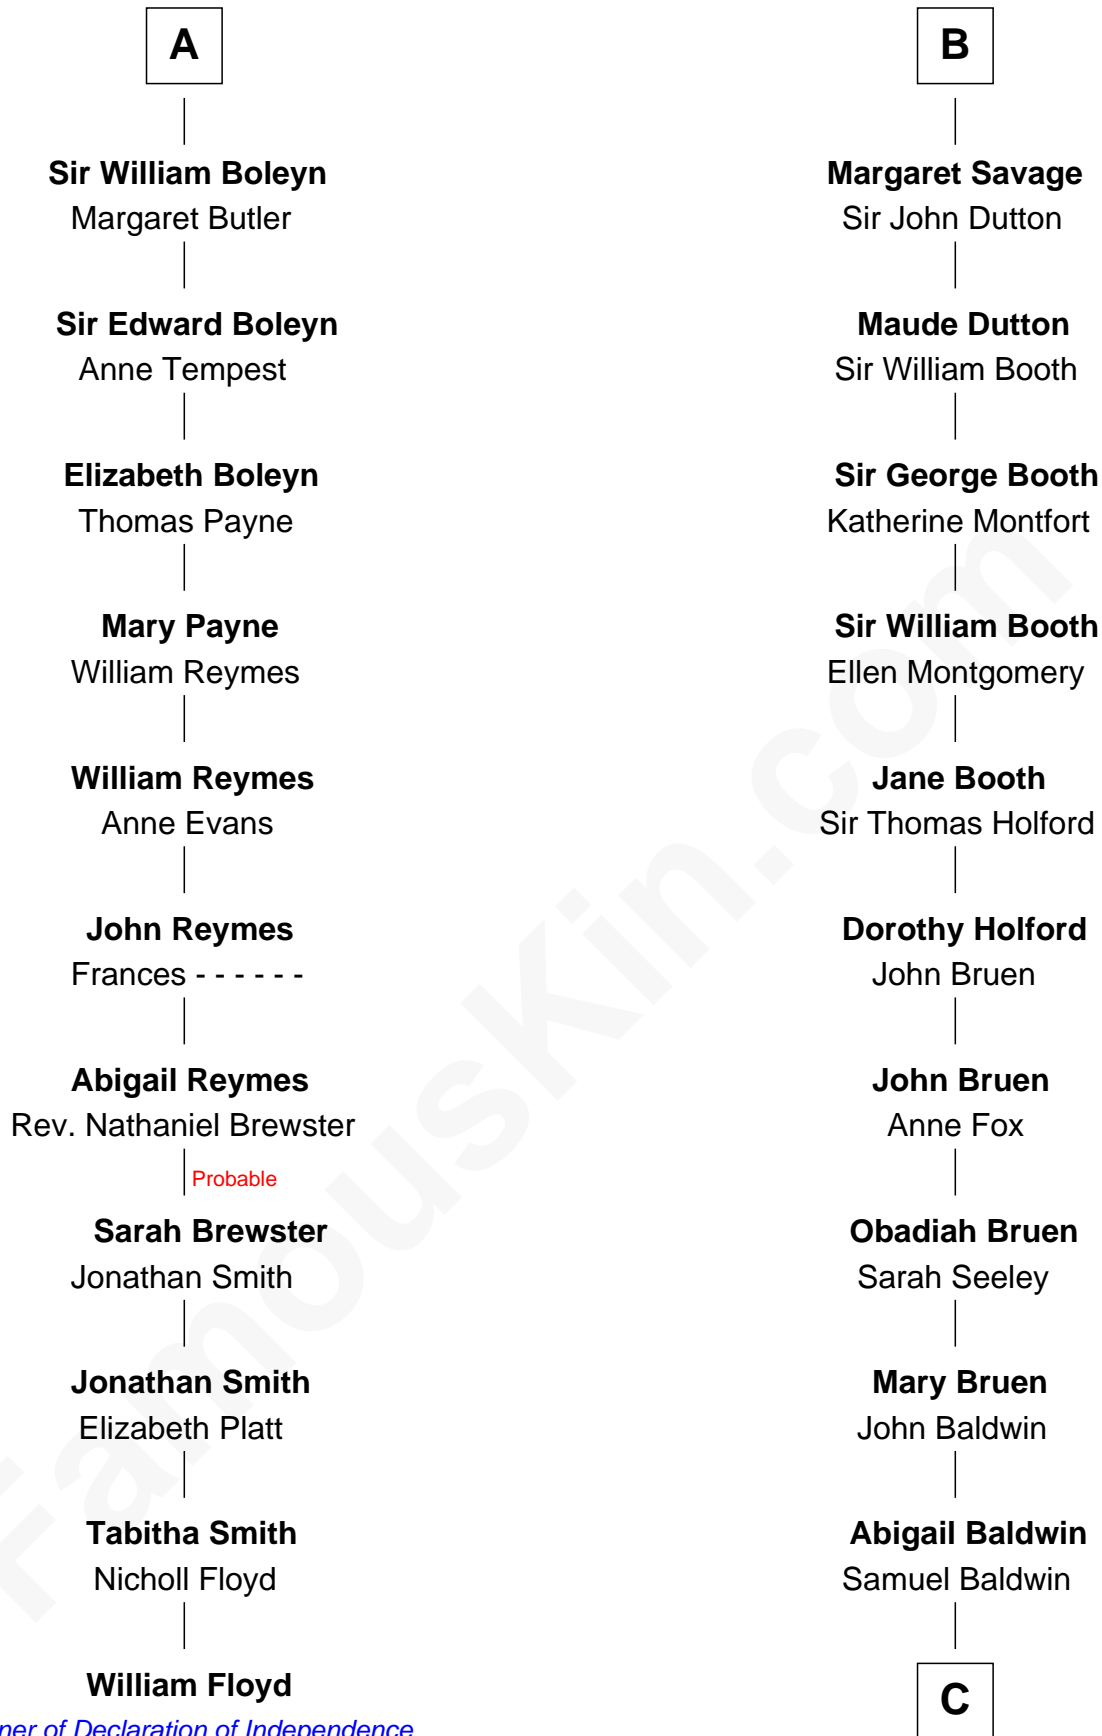 A
Sir William Boleyn
Margaret Butler
Sir Edward Boleyn
Anne Tempest
Elizabeth Boleyn
Thomas Payne
Mary Payne
William Reymes
William Reymes
Anne Evans
John Reymes
Frances - - - - - -
Abigail Reymes
Rev. Nathaniel Brewster
Probable
Sarah Brewster
Jonathan Smith
Jonathan Smith
Elizabeth Platt
Tabitha Smith
Nicholl Floyd
William Floyd
ner of Declaration of Independence
B
Margaret Savage
Sir John Dutton
Maude Dutton
Sir William Booth
Sir George Booth
Katherine Montfort
Sir William Booth
Ellen Montgomery
Jane Booth
Sir Thomas Holford
Dorothy Holford
John Bruen
John Bruen
Anne Fox
Obadiah Bruen
Sarah Seeley
Mary Bruen
John Baldwin
Abigail Baldwin
Samuel Baldwin
C
FamousKin.com